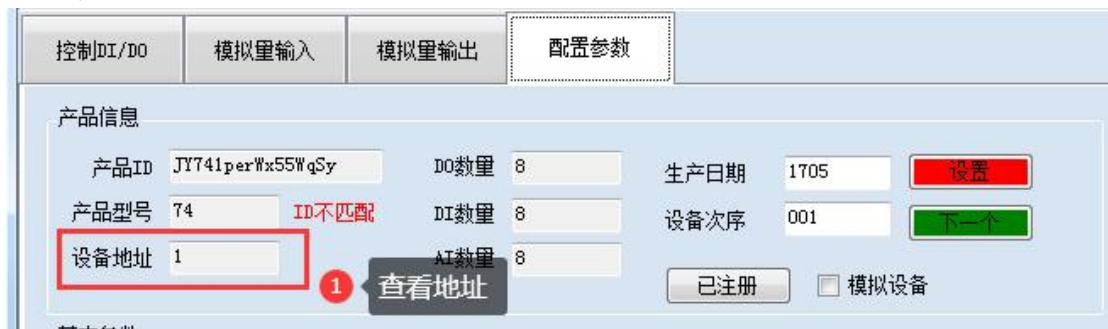 控制DI/DO 模拟量输入 模拟量输出 配置参数
产品信息
产品ID JY741perWx55WqSy DO数量 8 生产日期 1705 设置
产品型号 74 ID不匹配 DI数量 8 设备次序 001 下一个
设备地址 1 AI数量 8
1 查看地址 已注册 模拟设备